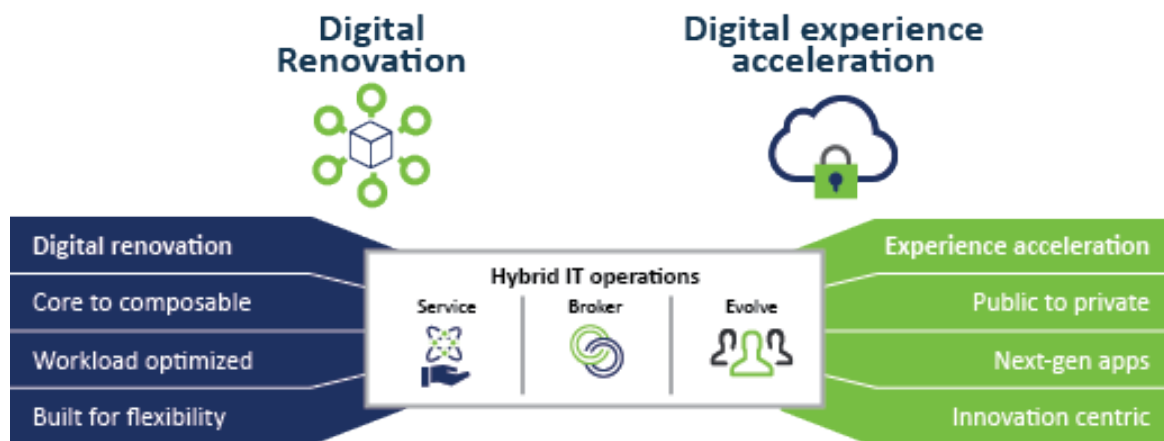 Digital
Renovation
Digital experience
acceleration
Digital renovation
Core to composable
Workload optimized
Built for flexibility
Hybrid IT operations
Service
Broker
Evolve
Experience acceleration
Public to private
Next-gen apps
Innovation centric